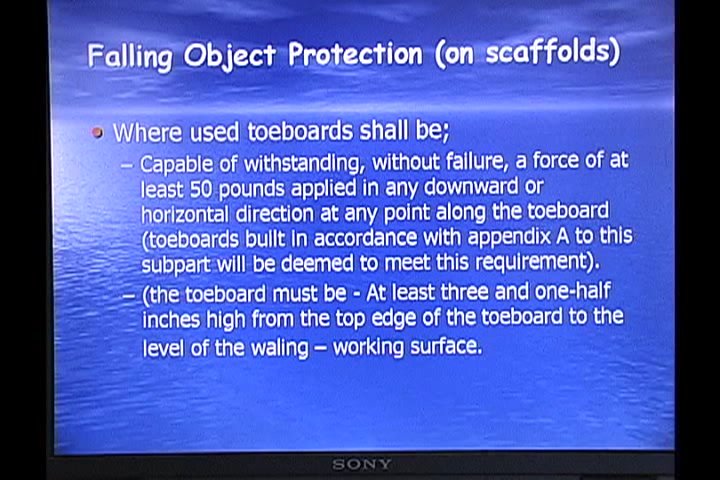 Falling Object Protection (on scaffolds)
Where used toeboards shall be;
– Capable of withstanding, without failure, a force of at
least 50 pounds applied in any downward or
horizontal direction at any point along the toeboard
(toeboards built in accordance with appendix A to this
subpart will be deemed to meet this requirement).
– (the toeboard must be - At least three and one-half
inches high from the top edge of the toeboard to the
level of the waling – working surface.
SONY